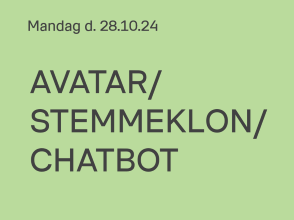 Mandag d. 28.10.24
AVATAR/
STEMMEKLON/
CHATBOT